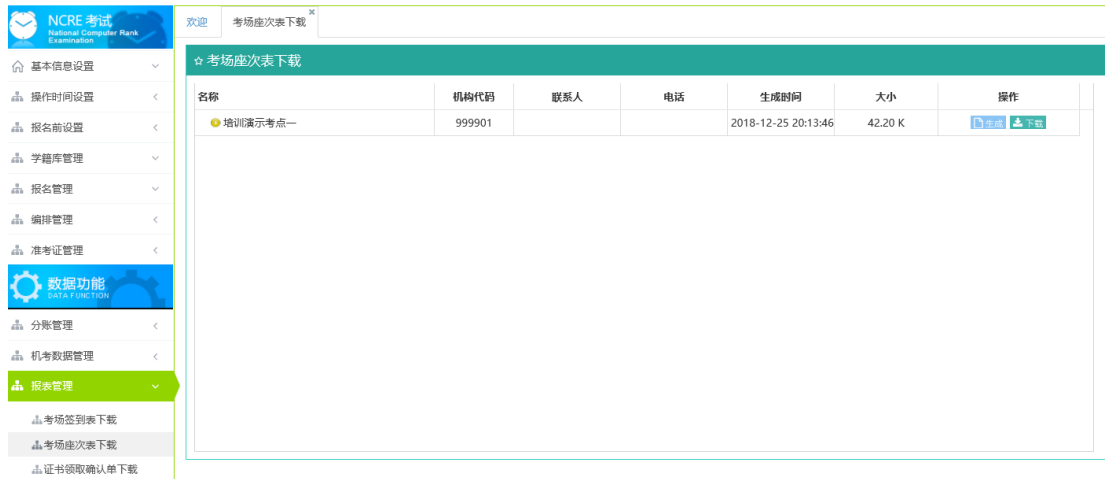 NCRE 考试
National Computer Rank
Examination
基本信息设置
操作时间设置
报名前设置
学籍库管理
报名管理
编排管理
准考证管理
数据功能
DATA FUNCTION
分账管理
机考数据管理
报表管理
考场签到表下载
考场座次表下载
证书领取确认单下载
欢迎 考场座次表下载
考场座次表下载
名称 机构代码 联系人 电话 生成时间 大小 操作
培训演示考点一 999901 2018-12-25 20:13:46 42.20 K 生成 下载